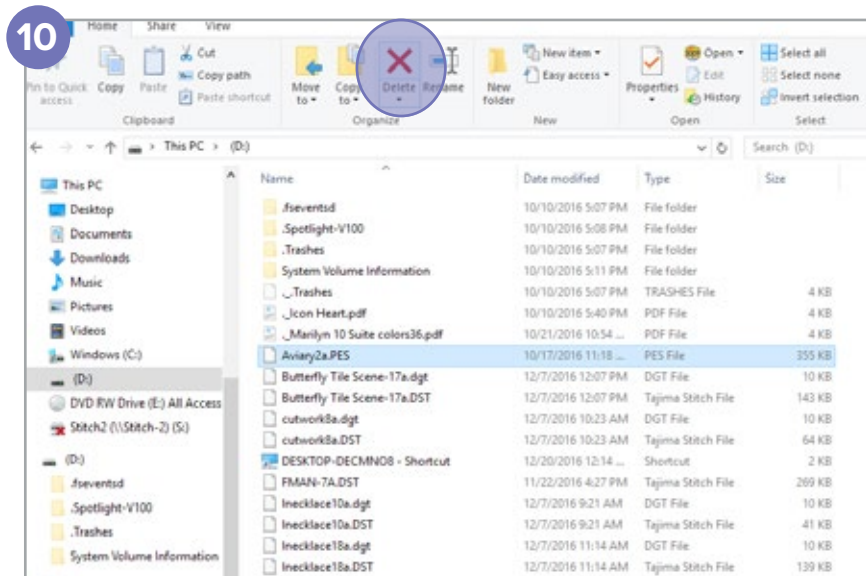 10
Home Share View
Pin to Quick access
Copy
Paste
Cut
Copy path
Paste shortcut
Clipboard
Move to
Copy to
Delete
Rename
Organize
New folder
New item
Easy access
New
Properties
Open
Edit
History
Open
Select all
Select none
Invert selection
Select
This PC > (D:)
Search (D:)
This PC
Desktop
Documents
Downloads
Music
Pictures
Videos
Windows (C:)
(D:)
DVD RW Drive (E:) All Access
Stitch2 (\\Stitch-2) (S:)
(D:)
.fseventsd
.Spotlight-V100
.Trashes
System Volume Information
Name Date modified Type Size
.fseventsd 10/10/2016 5:07 PM File folder
.Spotlight-V100 10/10/2016 5:08 PM File folder
.Trashes 10/10/2016 5:07 PM File folder
System Volume Information 10/10/2016 5:11 PM File folder
._.Trashes 10/10/2016 5:07 PM TRASHES File 4 KB
._Icon Heart.pdf 10/10/2016 5:40 PM PDF File 4 KB
._Marilyn 10 Suite colors36.pdf 10/21/2016 10:54 ... PDF File 4 KB
Aviary2a.PES 10/17/2016 11:18 ... PES File 355 KB
Butterfly Tile Scene-17a.dgt 12/7/2016 12:07 PM DGT File 10 KB
Butterfly Tile Scene-17a.DST 12/7/2016 12:07 PM Tajima Stitch File 143 KB
cutwork8a.dgt 12/7/2016 10:23 AM DGT File 10 KB
cutwork8a.DST 12/7/2016 10:23 AM Tajima Stitch File 64 KB
DESKTOP-DECMNO8 - Shortcut 12/20/2016 12:14 ... Shortcut 2 KB
FMAN-7A.DST 11/22/2016 4:27 PM Tajima Stitch File 269 KB
Inecklace10a.dgt 12/7/2016 9:21 AM DGT File 10 KB
Inecklace10a.DST 12/7/2016 9:21 AM Tajima Stitch File 41 KB
Inecklace18a.dgt 12/7/2016 11:14 AM DGT File 10 KB
Inecklace18a.DST 12/7/2016 11:14 AM Tajima Stitch File 139 KB